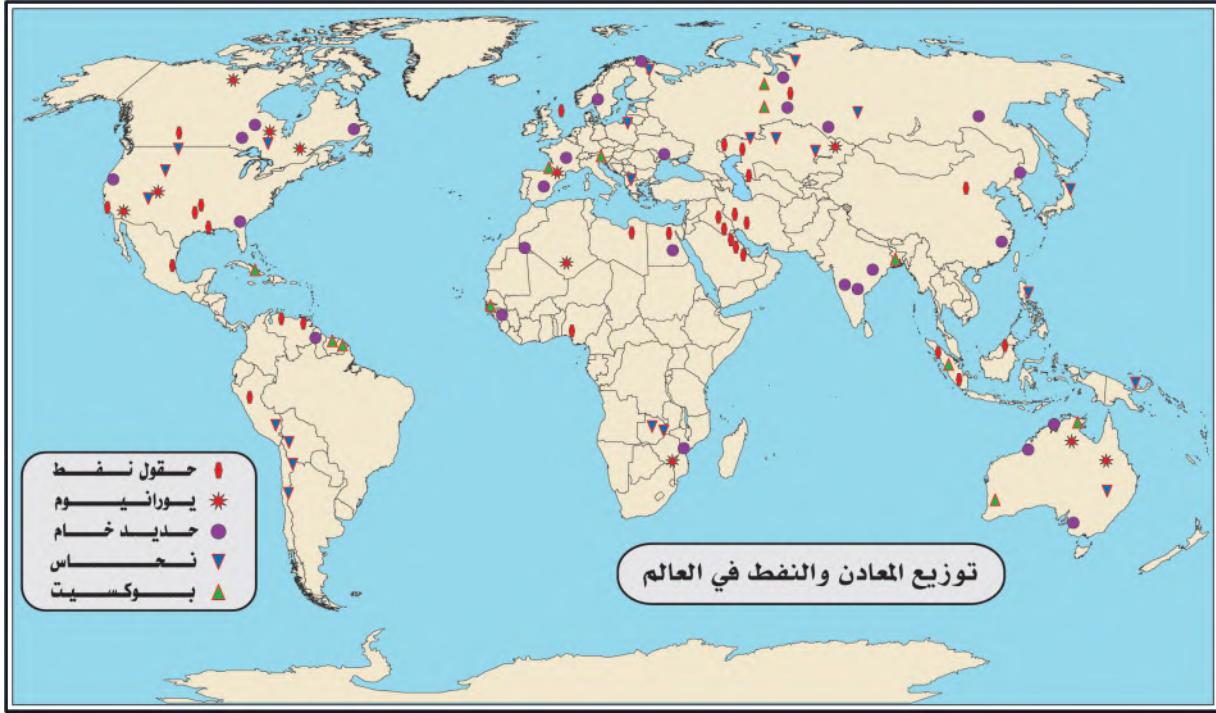 حقول نفط
يورانيوم
حديد خام
نحاس
بوكسيت
توزيع المعادن والنفط في العالم